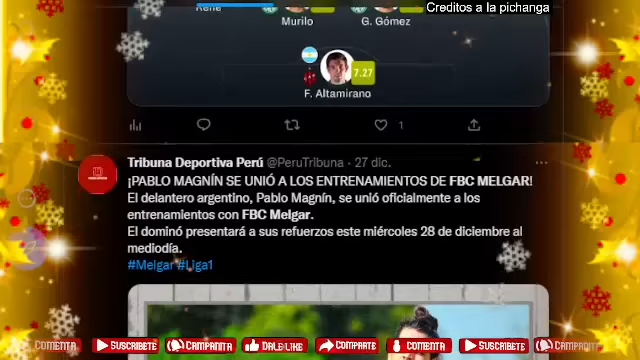 Creditos a la pichanga
René
Murilo
G. Gómez
7.27
F. Altamirano
1
Tribuna Deportiva Perú @PeruTribuna · 27 dic.
¡PABLO MAGNÍN SE UNIÓ A LOS ENTRENAMIENTOS DE FBC MELGAR!
El delantero argentino, Pablo Magnín, se unió oficialmente a los
entrenamientos con FBC Melgar.
El dominó presentará a sus refuerzos este miércoles 28 de diciembre al
mediodía.
#Melgar #Liga1
COMENTA SUSCRIBETE CAMPANITA DALE LIKE COMPARTE COMENTA SUSCRIBETE CAMPANITA